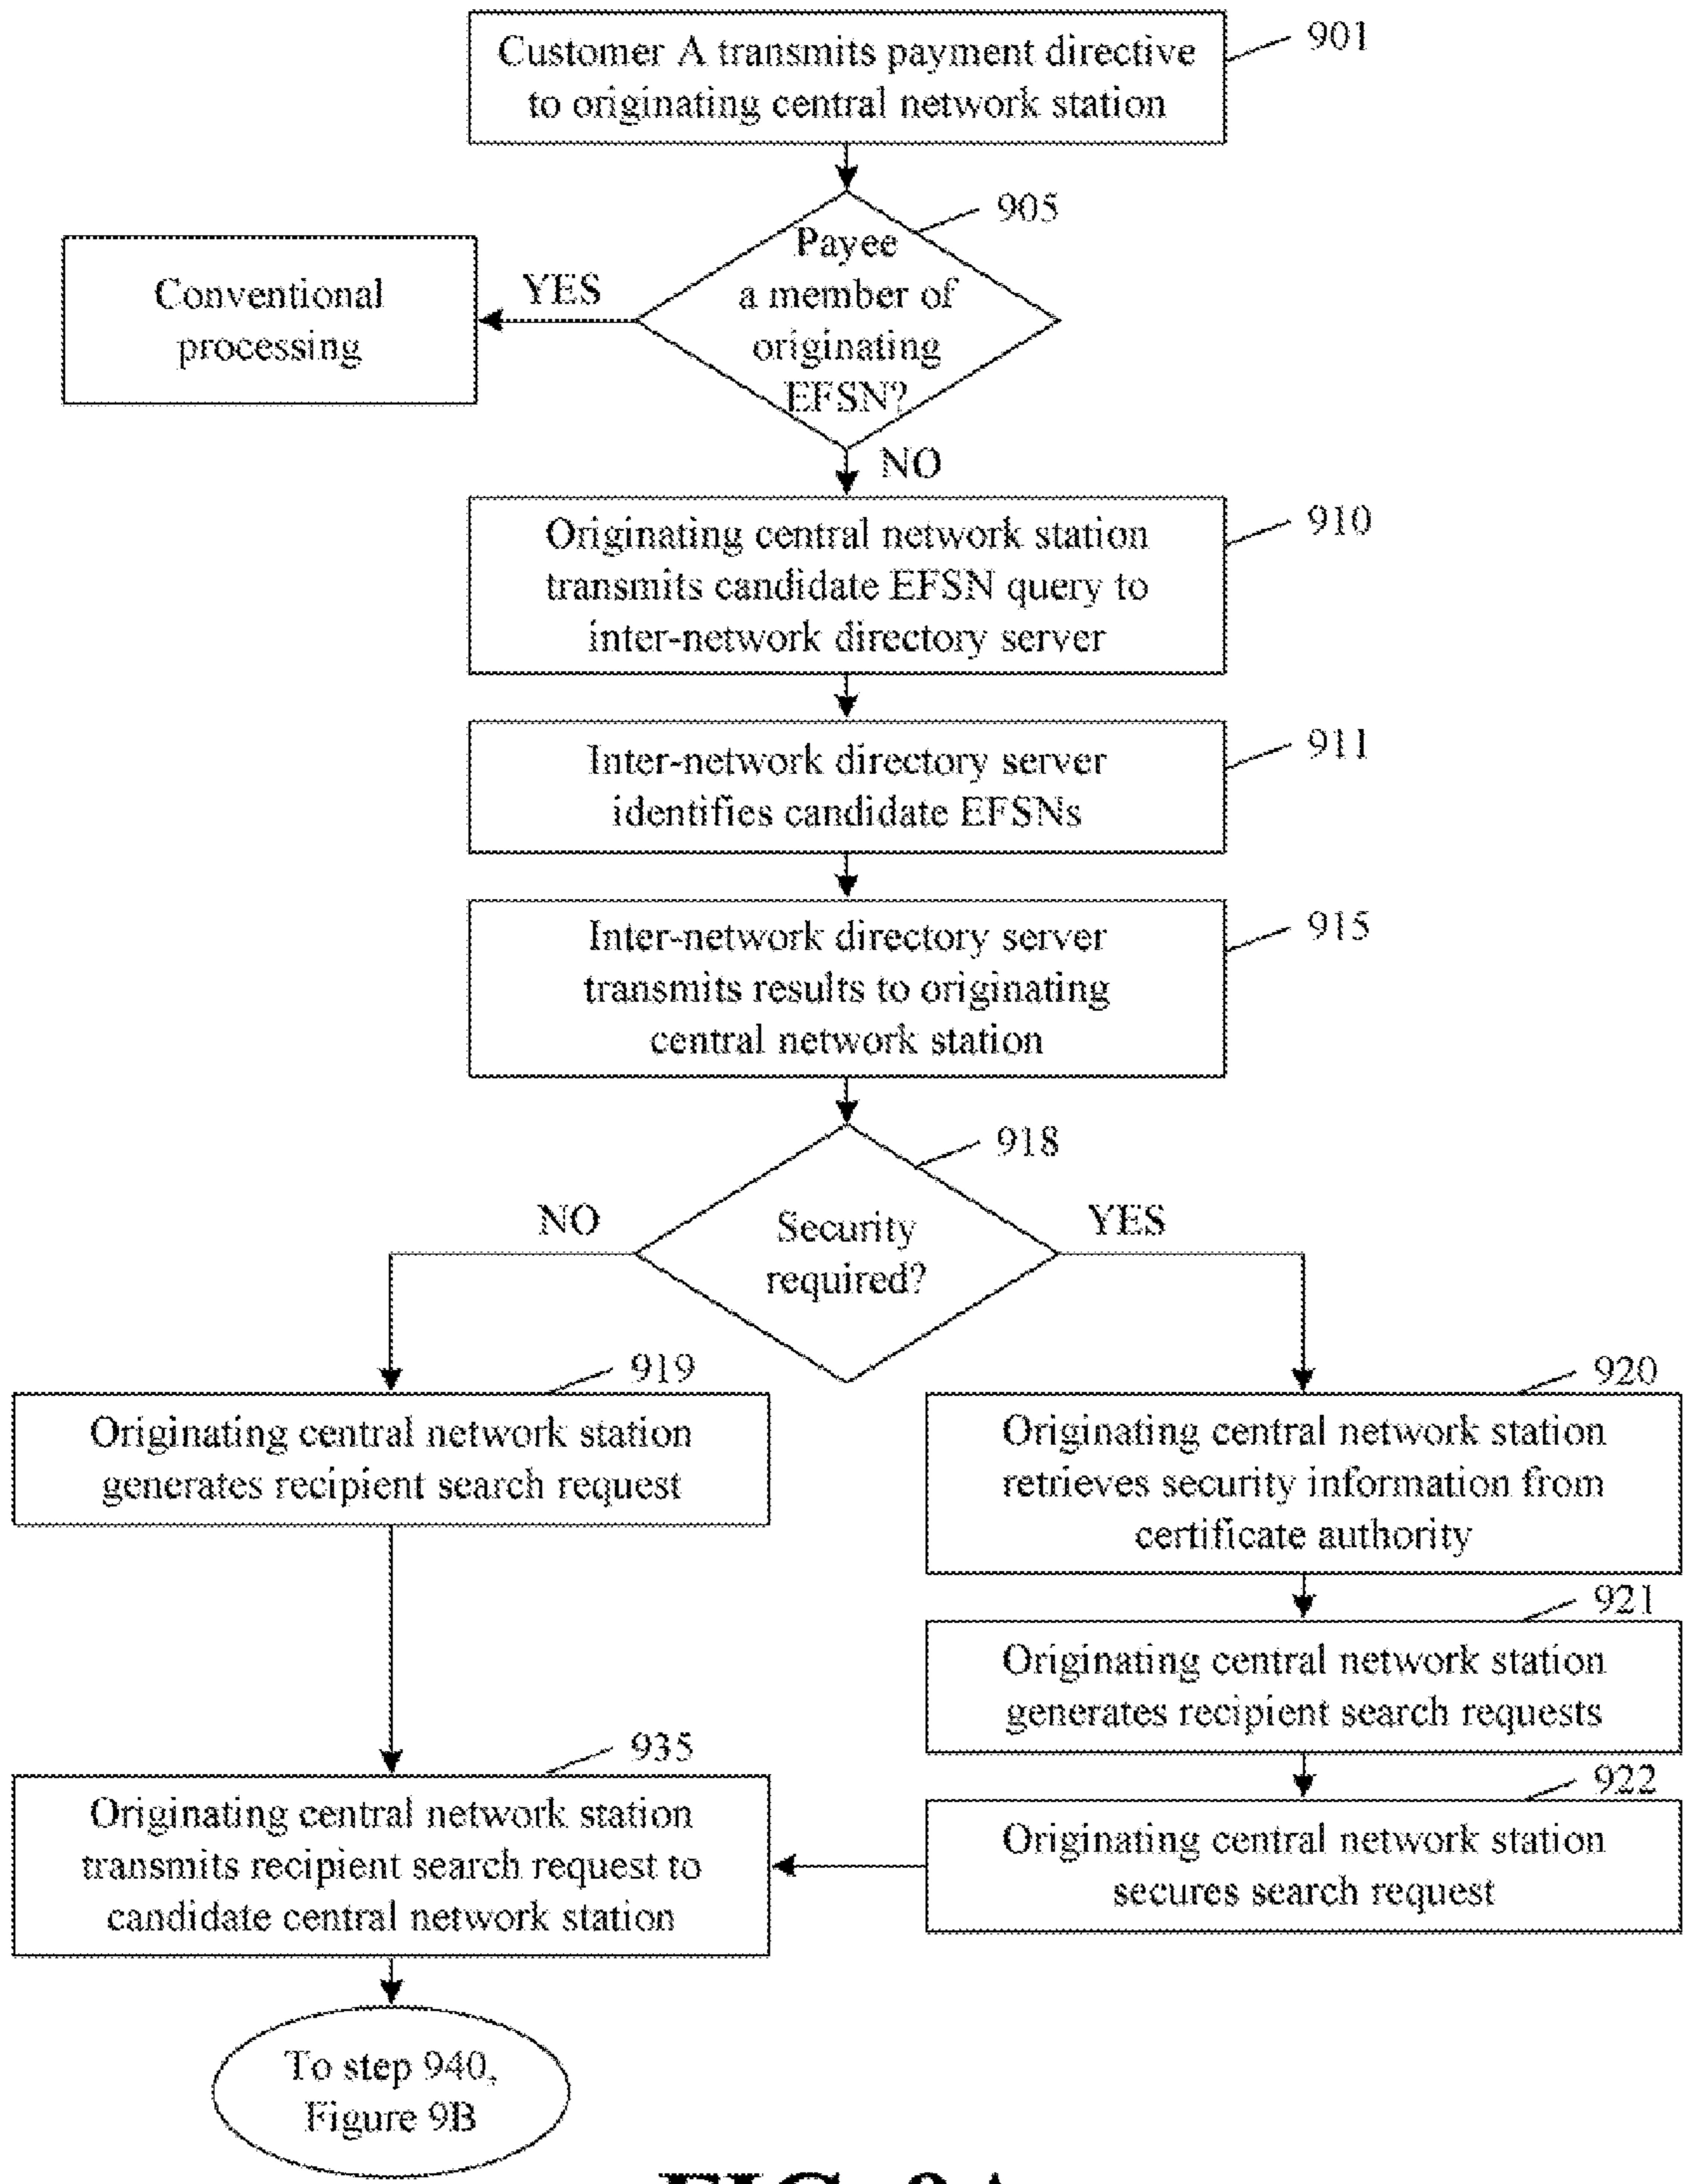 Customer A transmits payment directive
to originating central network station
901
905
Payee
a member of
originating
EFSN?
YES
Conventional
processing
NO
Originating central network station
transmits candidate EFSN query to
inter-network directory server
910
Inter-network directory server
identifies candidate EFSNs
911
Inter-network directory server
transmits results to originating
central network station
915
918
Security
required?
NO
YES
919
Originating central network station
generates recipient search request
920
Originating central network station
retrieves security information from
certificate authority
921
Originating central network station
generates recipient search requests
922
Originating central network station
secures search request
935
Originating central network station
transmits recipient search request to
candidate central network station
To step 940,
Figure 9B